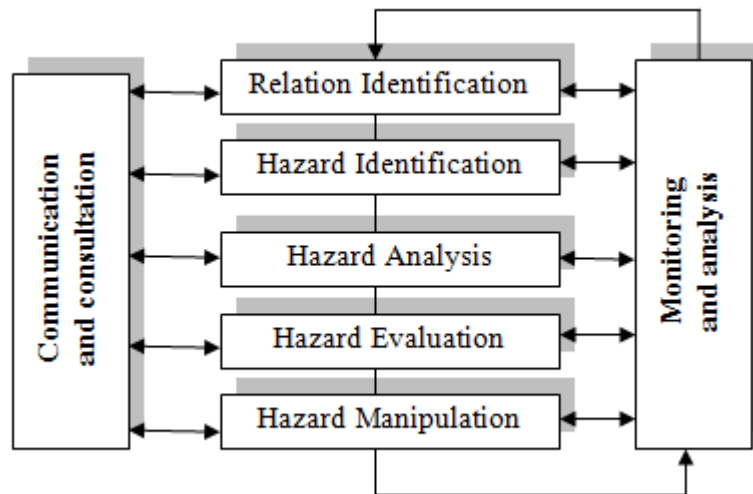 Communication
and consultation
Relation Identification
Hazard Identification
Hazard Analysis
Hazard Evaluation
Hazard Manipulation
Monitoring
and analysis